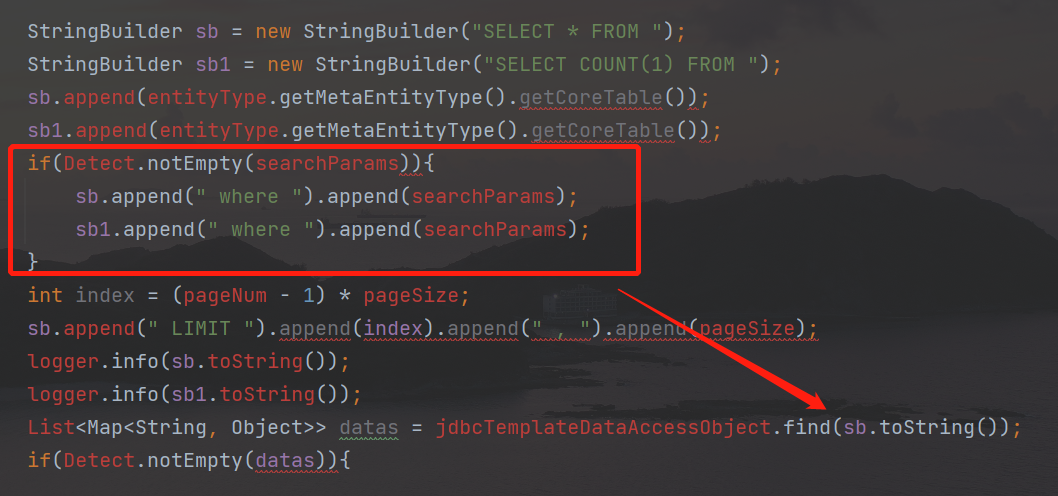 StringBuilder sb = new StringBuilder("SELECT * FROM ");
StringBuilder sb1 = new StringBuilder("SELECT COUNT(1) FROM ");
sb.append(entityType.getMetaEntityType().getCoreTable());
sb1.append(entityType.getMetaEntityType().getCoreTable());
if(Detect.notEmpty(searchParams)){
sb.append(" where ").append(searchParams);
sb1.append(" where ").append(searchParams);
}
int index = (pageNum - 1) * pageSize;
sb.append(" LIMIT ").append(index).append(" , ").append(pageSize);
logger.info(sb.toString());
logger.info(sb1.toString());
List<Map<String, Object>> datas = jdbcTemplateDataAccessObject.find(sb.toString());
if(Detect.notEmpty(datas)){